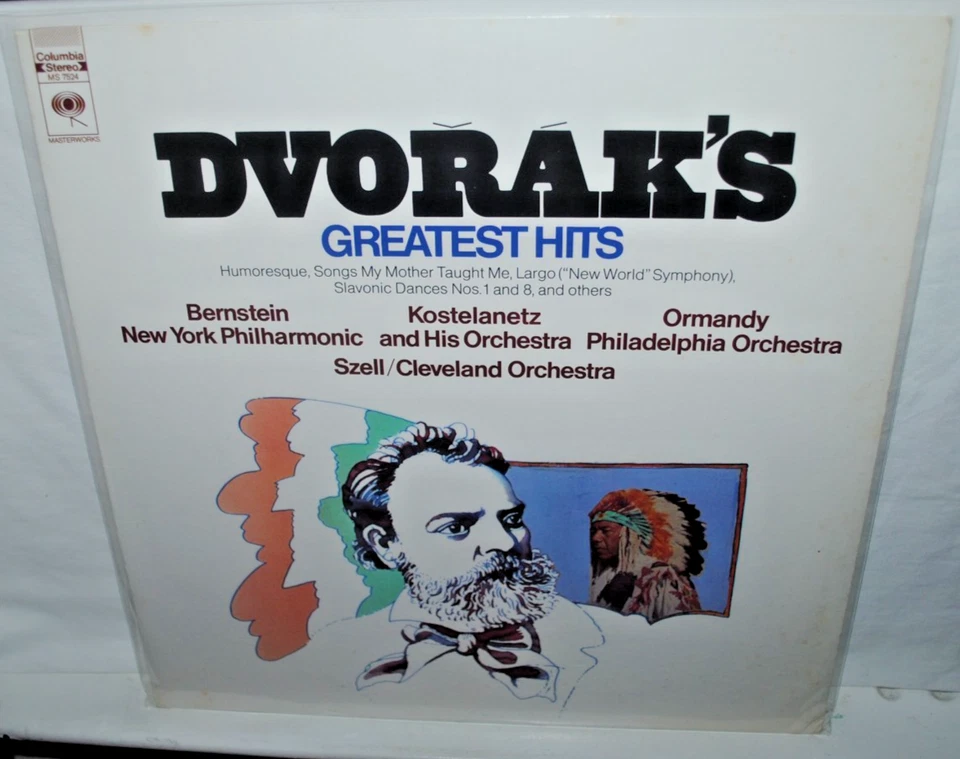 Columbia
Stereo
MS 7524
MASTERWORKS
DVOŘÁK'S
GREATEST HITS
Humoresque, Songs My Mother Taught Me, Largo ("New World" Symphony),
Slavonic Dances Nos. 1 and 8, and others
Bernstein
New York Philharmonic
Kostelanetz
and His Orchestra
Ormandy
Philadelphia Orchestra
Szell/Cleveland Orchestra